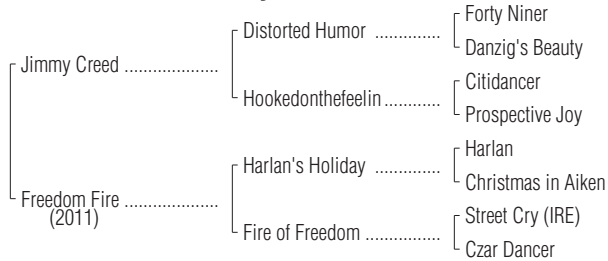 Forty Niner
Distorted Humor ..............
Danzig's Beauty
Jimmy Creed ....................
Citidancer
Hookedonthefeelin ............
Prospective Joy
Harlan
Harlan's Holiday ..............
Christmas in Aiken
Freedom Fire ....................
(2011)
Street Cry (IRE)
Fire of Freedom ................
Czar Dancer